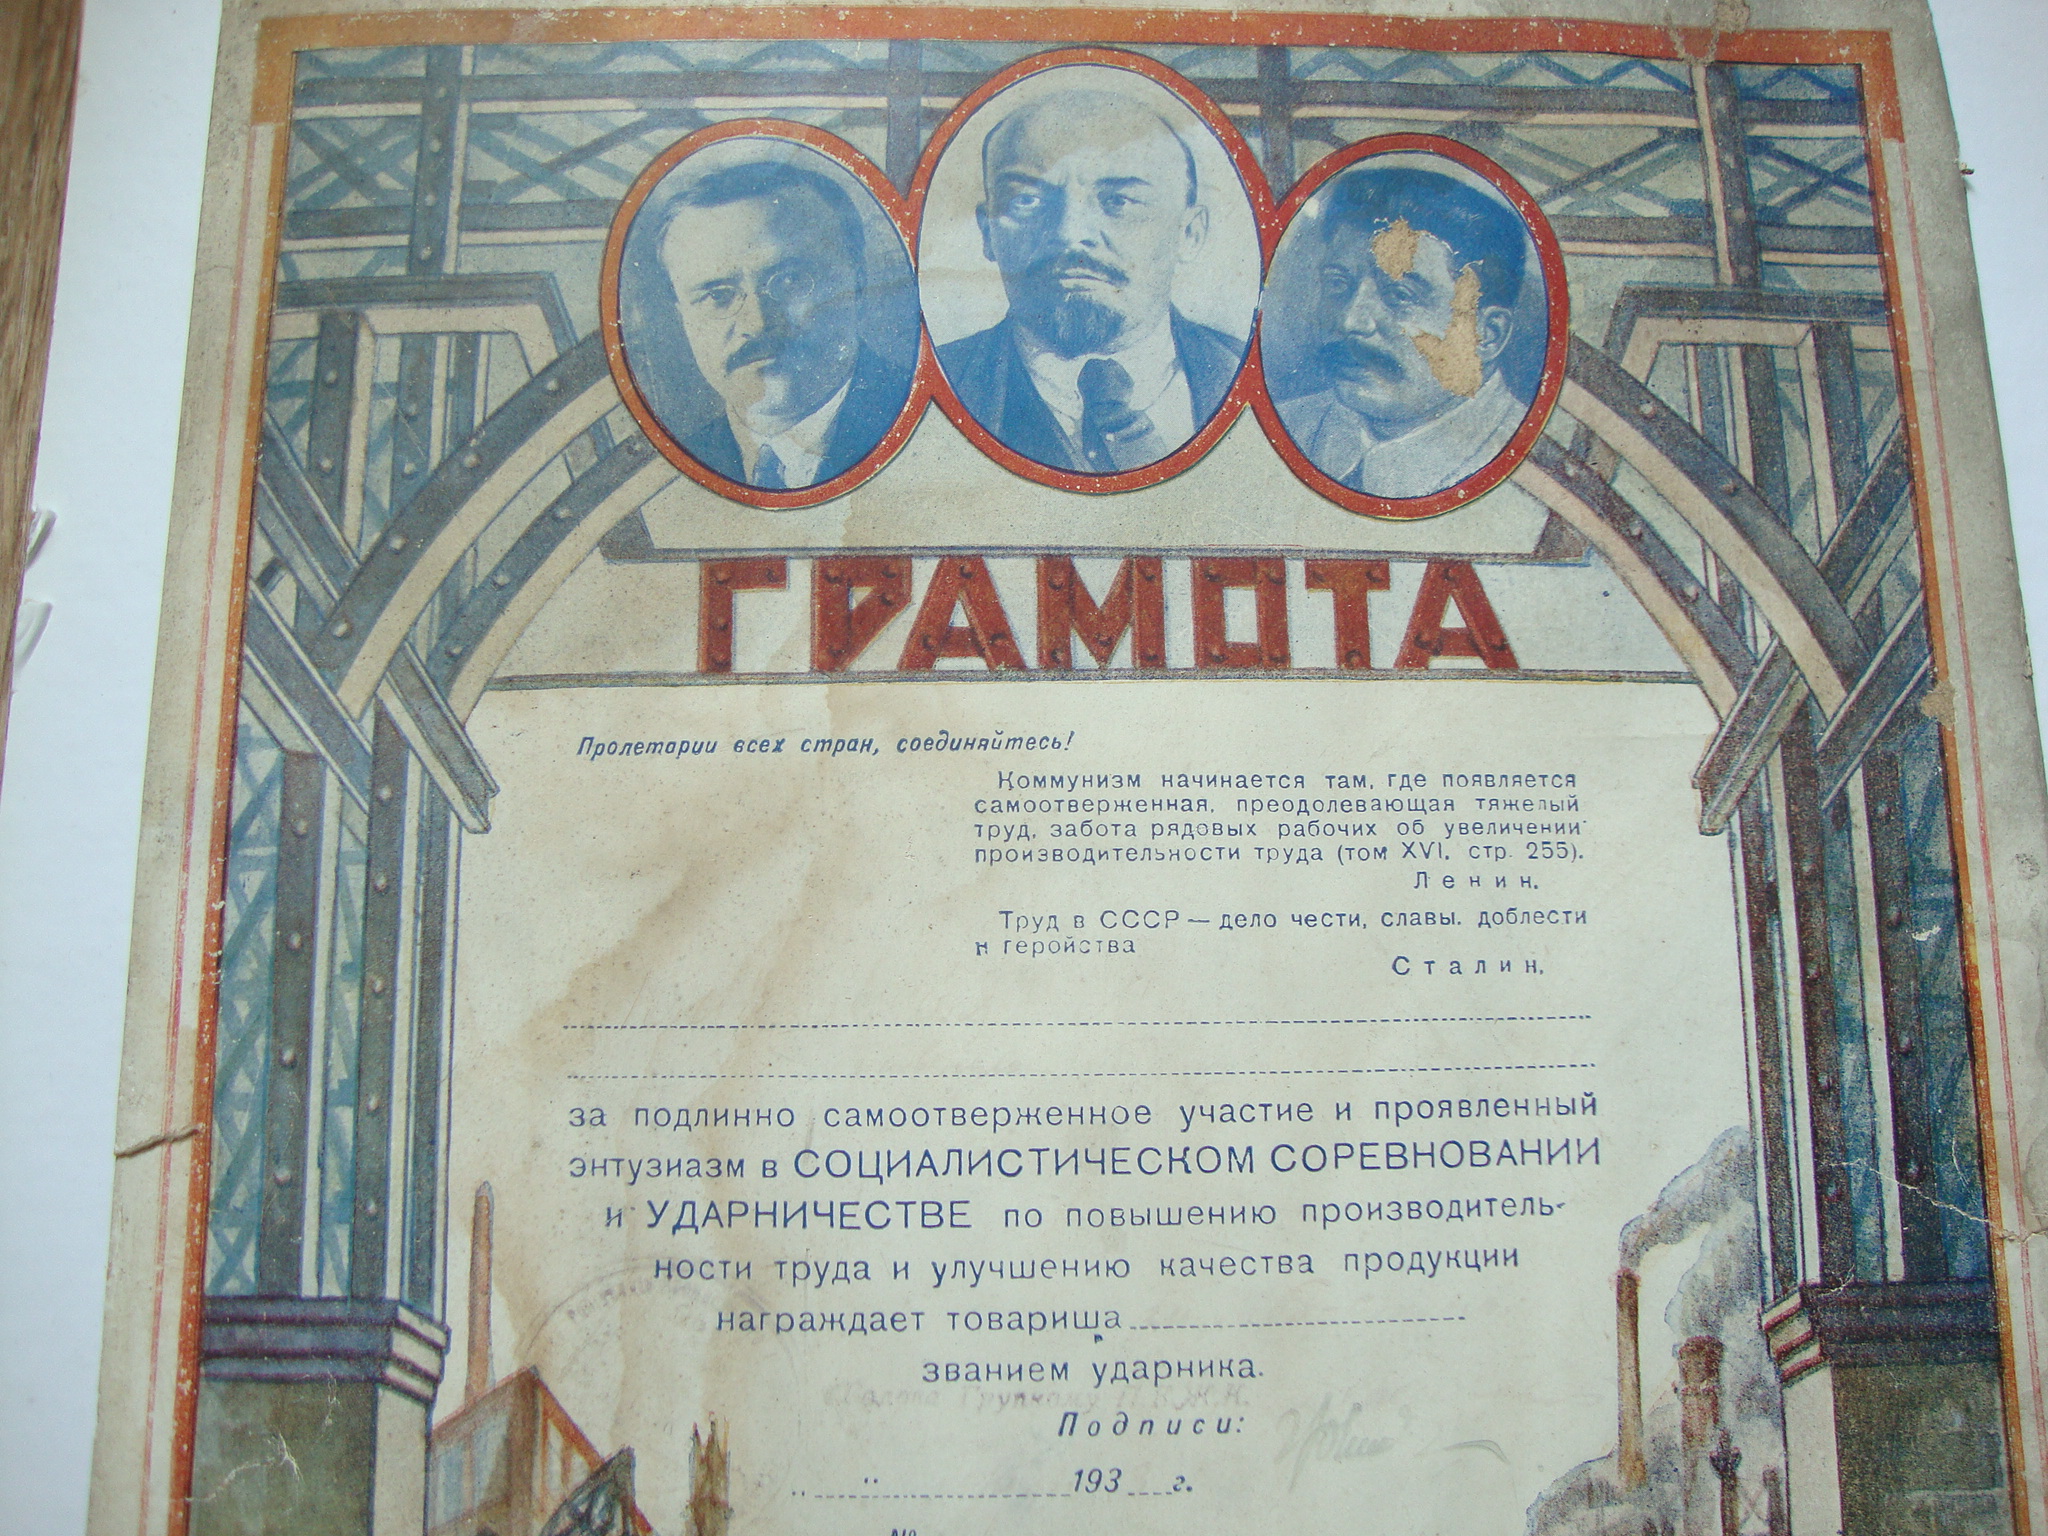 ГРАМОТА
Пролетарии всех стран, соединяйтесь!
Коммунизм начинается там, где появляется
самоотверженная, преодолевающая тяжелый
труд, забота рядовых рабочих об увеличении
производительности труда (том XVI, стр. 255).
Ленин.
Труд в СССР — дело чести, славы, доблести
и геройства
Сталин.
за подлинно самоотверженное участие и проявленный
энтузиазм в СОЦИАЛИСТИЧЕСКОМ СОРЕВНОВАНИИ
и УДАРНИЧЕСТВЕ по повышению производитель-
ности труда и улучшению качества продукции
награждает товарища
званием ударника.
Подписи:
193 г.
№